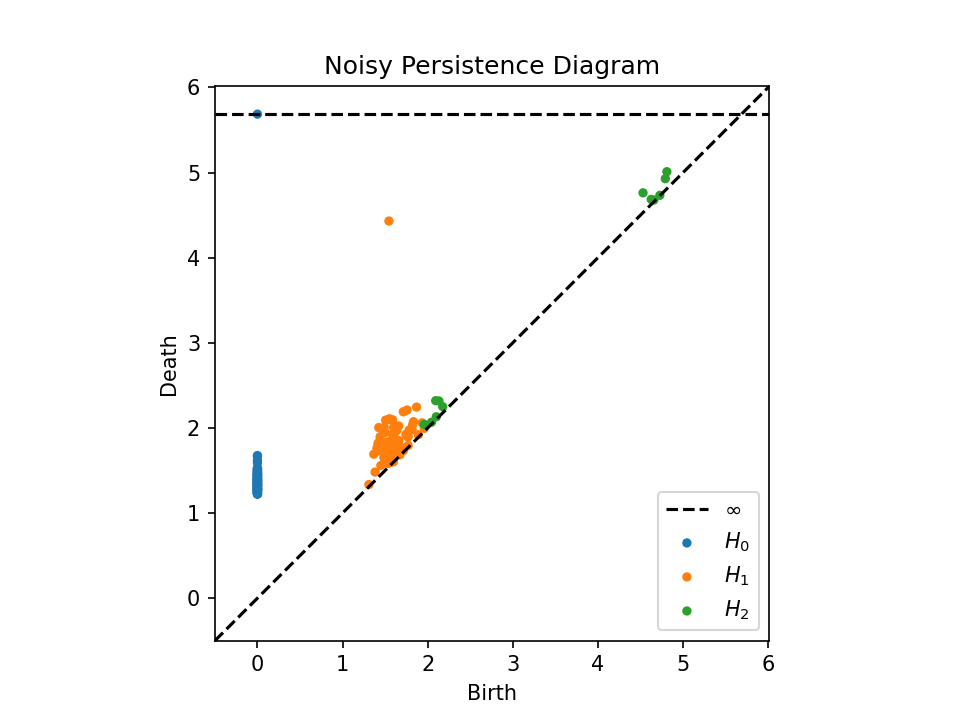 Noisy Persistence Diagram
Death
6
5
4
3
2
1
0
0 1 2 3 4 5 6
Birth
∞
H₀
H₁
H₂